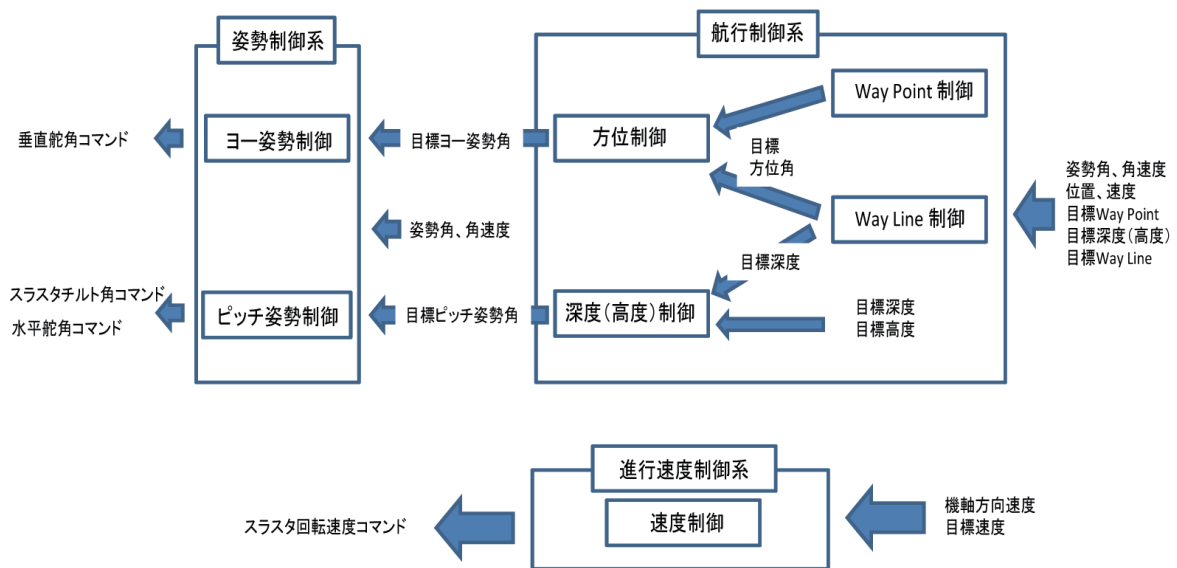 姿勢制御系
航行制御系
Way Point 制御
垂直舵角コマンド
ヨー姿勢制御
目標ヨー姿勢角
方位制御
目標
方位角
姿勢角、角速度
位置、速度
目標Way Point
目標深度(高度)
目標Way Line
姿勢角、角速度
Way Line 制御
目標深度
スラスタチルト角コマンド
水平舵角コマンド
ピッチ姿勢制御
目標ピッチ姿勢角
深度(高度)制御
目標深度
目標高度
進行速度制御系
スラスタ回転速度コマンド
速度制御
機軸方向速度
目標速度